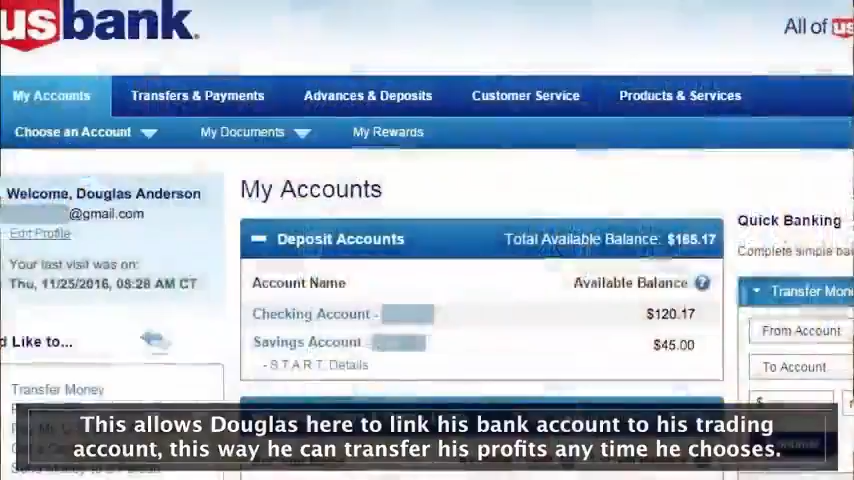 usbank.
All of us
My Accounts Transfers & Payments Advances & Deposits Customer Service Products & Services
Choose an Account My Documents My Rewards
Welcome, Douglas Anderson
@gmail.com
Edit Profile
Your last visit was on:
Thu, 11/25/2016, 08:28 AM CT
d Like to...
Transfer Money
My Accounts
Deposit Accounts Total Available Balance: $165.17
Account Name Available Balance ?
Checking Account - $120.17
Savings Account - $45.00
- S.T.A.R.T. Details
Quick Banking
Complete simple ba
Transfer Mone
From Account
To Account
$
This allows Douglas here to link his bank account to his trading
account, this way he can transfer his profits any time he chooses.